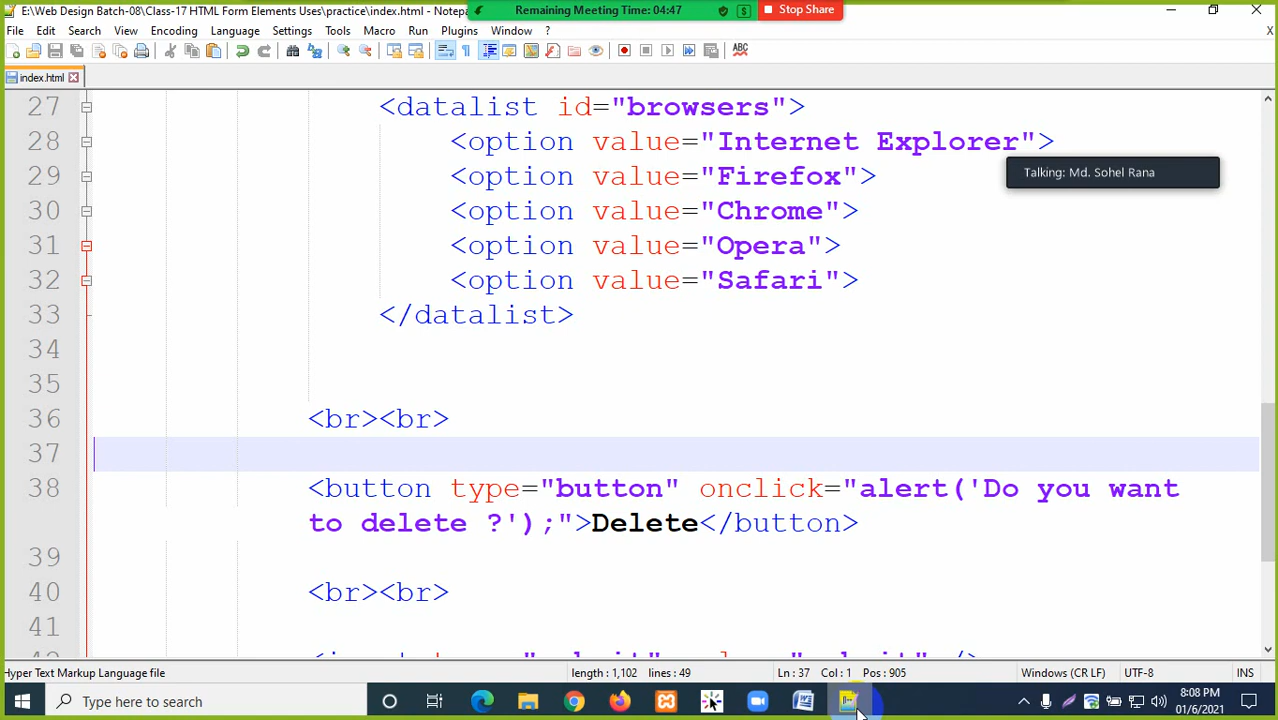 E:\Web Design Batch-08\Class-17 HTML Form Elements Uses\practice\index.html - Notepa
Remaining Meeting Time: 04:47
Stop Share
File Edit Search View Encoding Language Settings Tools Macro Run Plugins Window ?
X
index.html
27 <datalist id="browsers">
28 <option value="Internet Explorer">
Talking: Md. Sohel Rana
29 <option value="Firefox">
30 <option value="Chrome">
31 <option value="Opera">
32 <option value="Safari">
33 </datalist>
34
35
36 <br><br>
37
38 <button type="button" onclick="alert('Do you want
to delete ?');">Delete</button>
39
40 <br><br>
41
Hyper Text Markup Language file
length : 1,102 lines : 49
Ln : 37 Col : 1 Pos : 905
Windows (CR LF)
UTF-8
INS
Type here to search
8:08 PM
01/6/2021